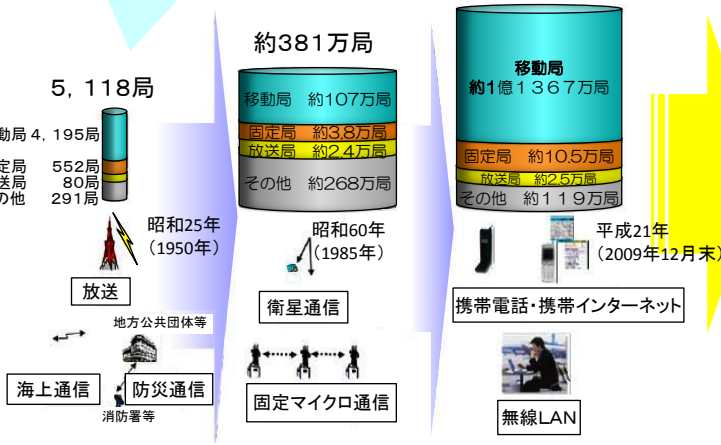 5，118局
動局 4，195局
定局 552局
送局 80局
の他 291局
昭和25年
（1950年）
放送
地方公共団体等
海上通信
防災通信
消防署等
約381万局
移動局 約107万局
固定局 約3.8万局
放送局 約2.4万局
その他 約268万局
昭和60年
（1985年）
衛星通信
固定マイクロ通信
移動局
約1億1367万局
固定局 約10.5万局
放送局 約2.5万局
その他 約119万局
平成21年
（2009年12月末）
携帯電話・携帯インターネット
無線LAN